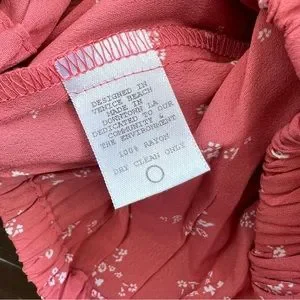 DESIGNED IN
VENICE BEACH
MADE IN
DOWNTOWN LA
DEDICATED TO OUR
COMMUNITY &
THE ENVIRONMENT
100% RAYON
DRY CLEAN ONLY